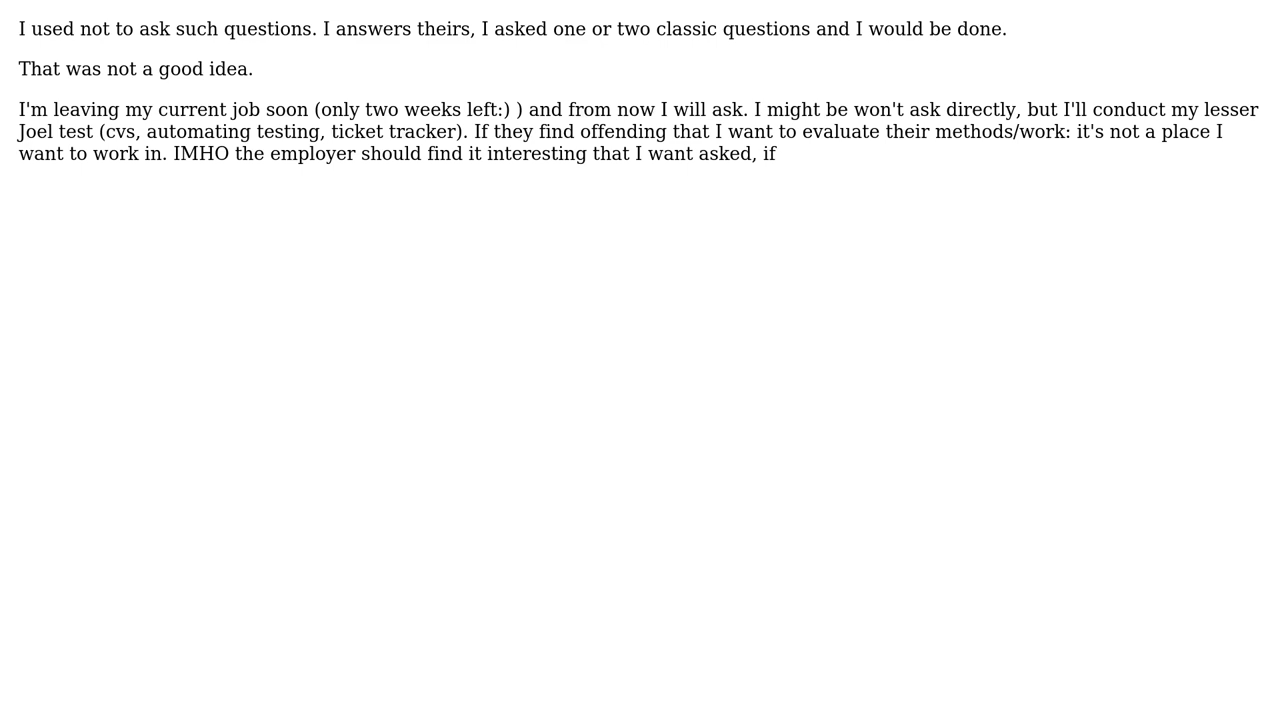 I used not to ask such questions. I answers theirs, I asked one or two classic questions and I would be done.
That was not a good idea.
I'm leaving my current job soon (only two weeks left:) ) and from now I will ask. I might be won't ask directly, but I'll conduct my lesser
Joel test (cvs, automating testing, ticket tracker). If they find offending that I want to evaluate their methods/work: it's not a place I
want to work in. IMHO the employer should find it interesting that I want asked, if